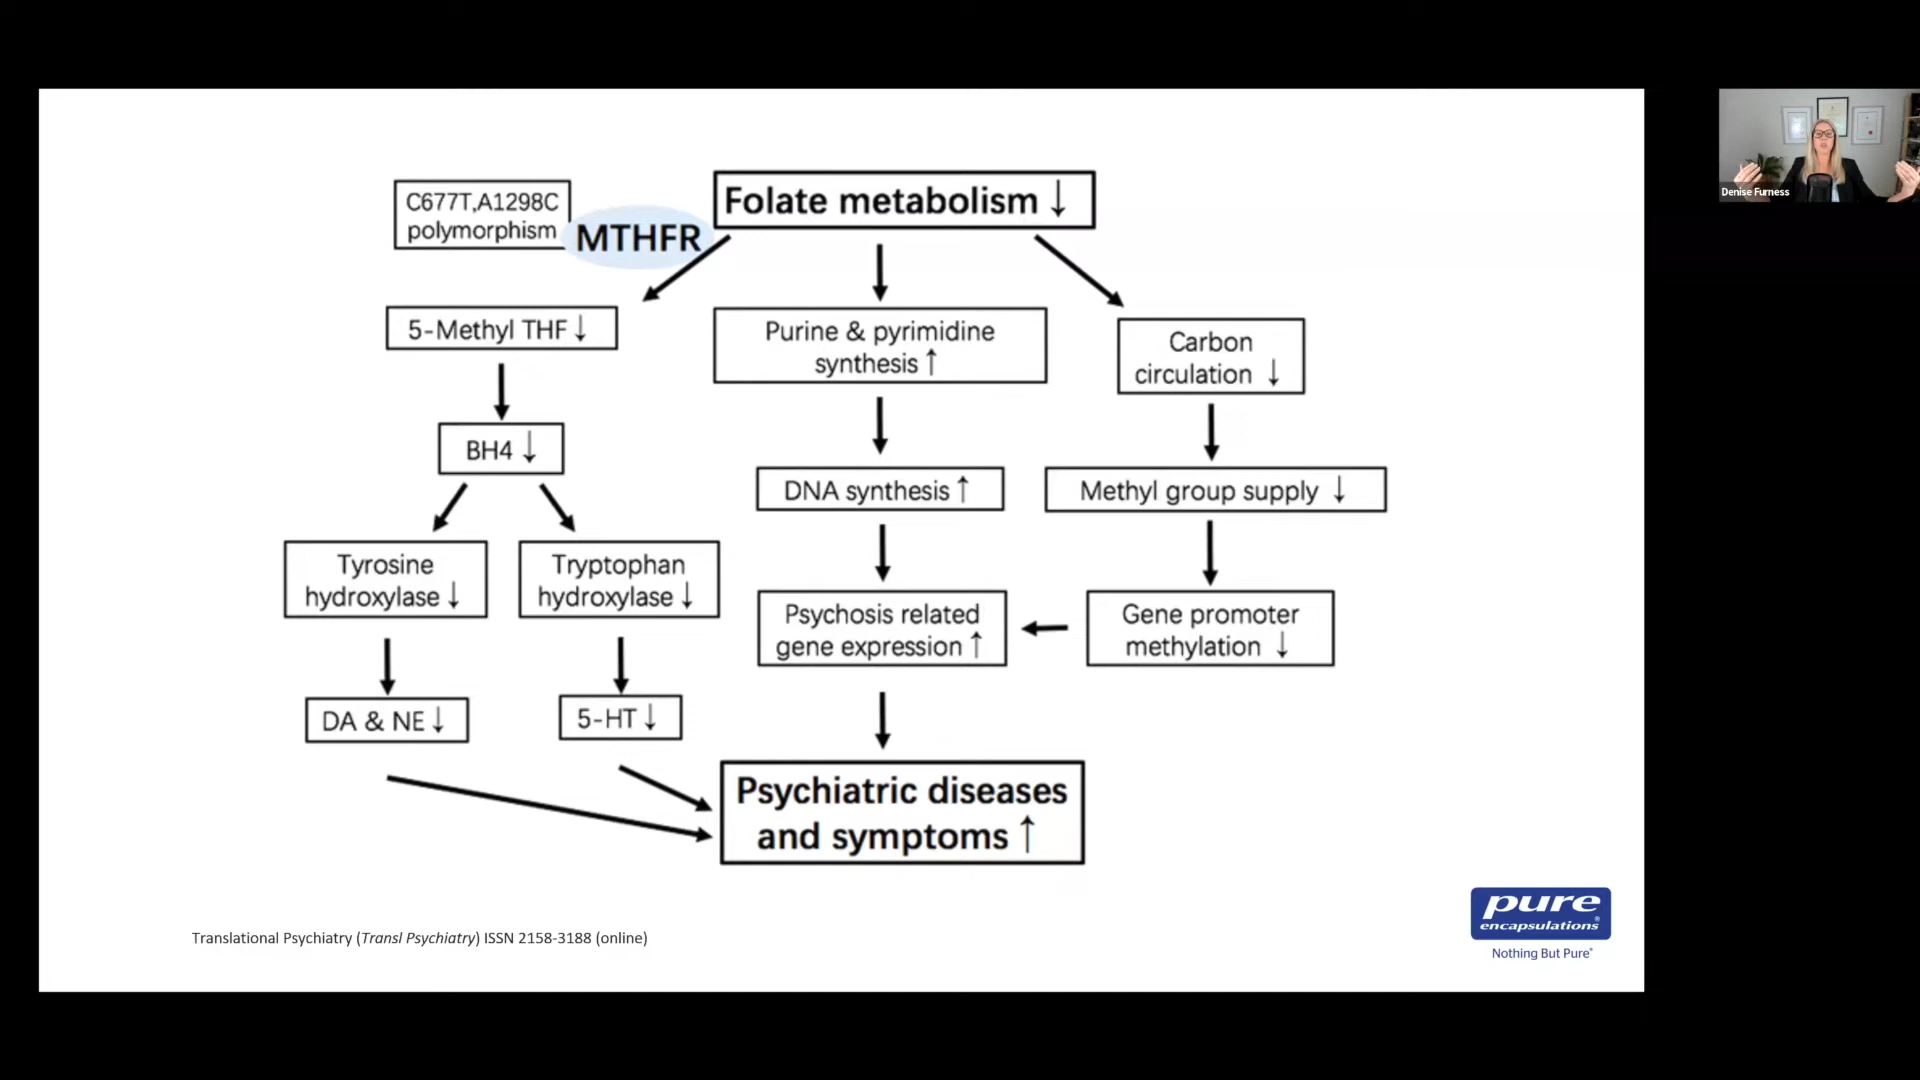 C677T,A1298C
polymorphism
MTHFR
Folate metabolism ↓
5-Methyl THF ↓
Purine & pyrimidine
synthesis ↑
Carbon
circulation ↓
BH4 ↓
DNA synthesis ↑
Methyl group supply ↓
Tyrosine
hydroxylase ↓
Tryptophan
hydroxylase ↓
Psychosis related
gene expression ↑
Gene promoter
methylation ↓
DA & NE ↓
5-HT ↓
Psychiatric diseases
and symptoms ↑
Translational Psychiatry (Transl Psychiatry) ISSN 2158-3188 (online)
pure
encapsulations®
Nothing But Pure®
Denise Furness